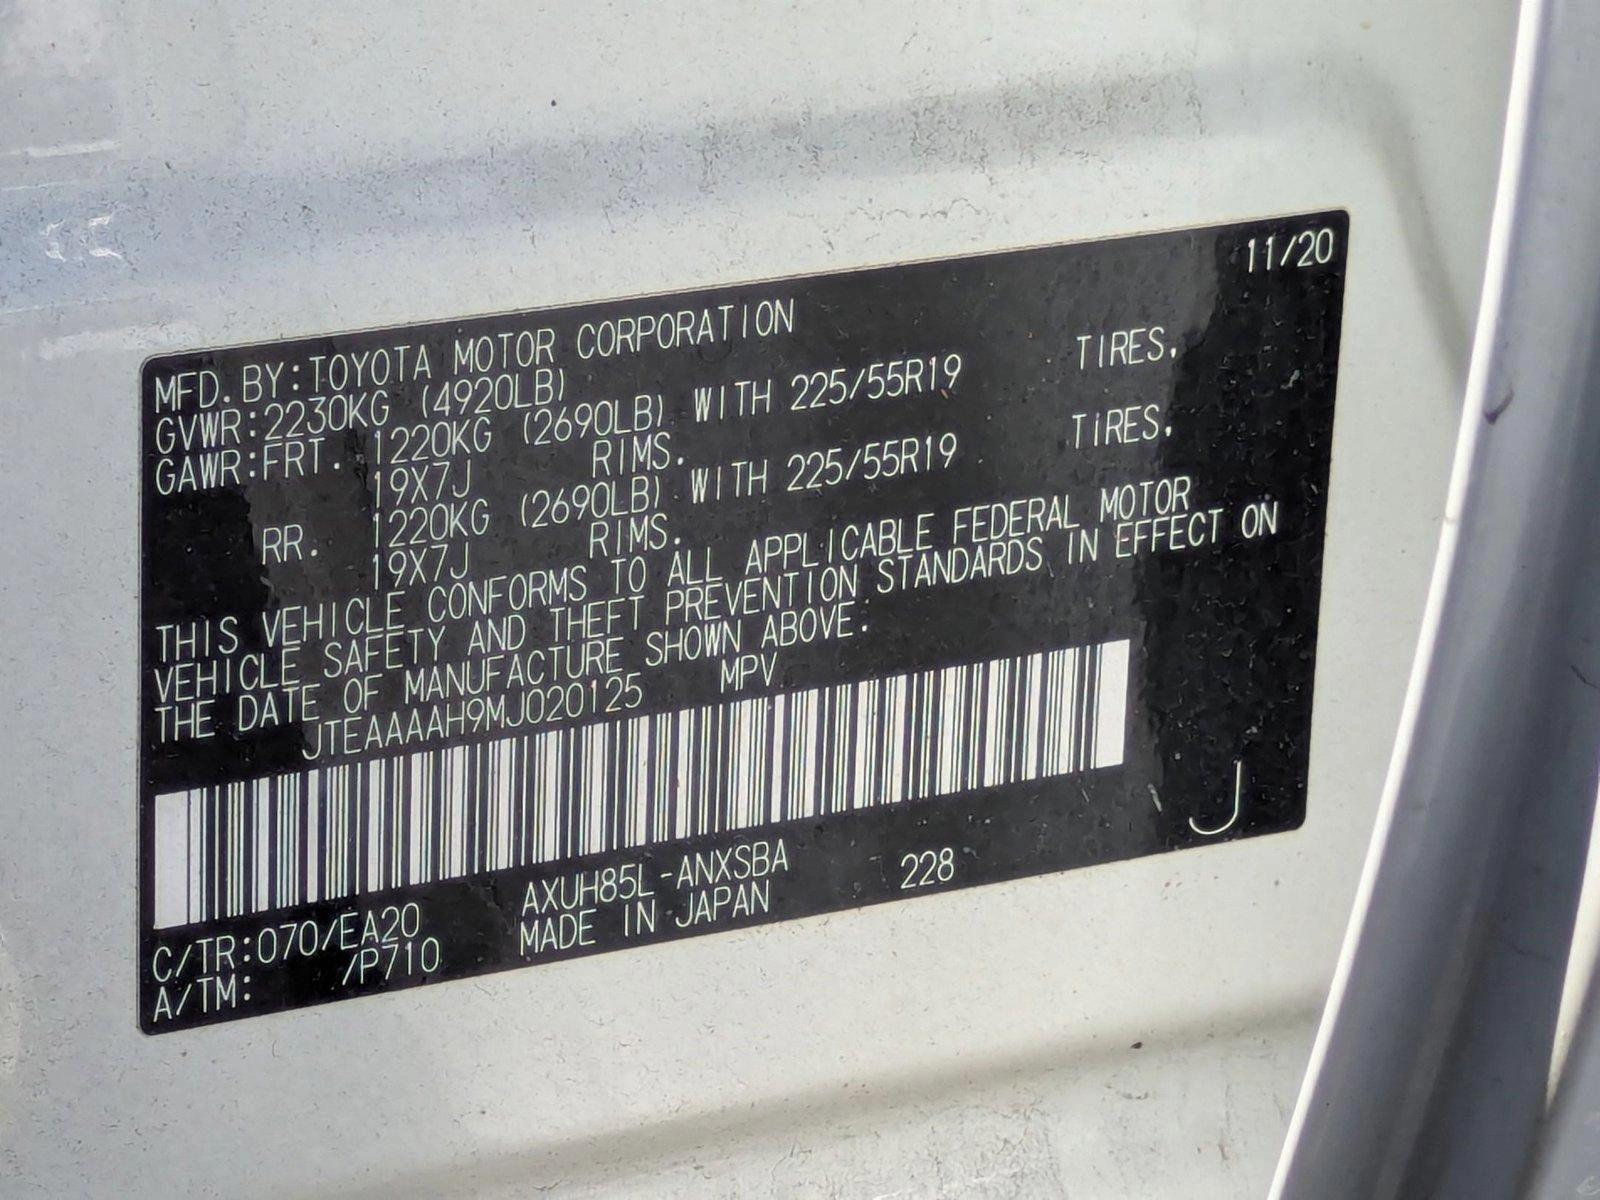 11/20
MFD. BY: TOYOTA MOTOR CORPORATION
GVWR: 2230KG (4920LB)
GAWR: FRT. 1220KG (2690LB) WITH 225/55R19 TIRES,
19X7J RIMS.
RR. 1220KG (2690LB) WITH 225/55R19 TIRES,
19X7J RIMS.
THIS VEHICLE CONFORMS TO ALL APPLICABLE FEDERAL MOTOR
VEHICLE SAFETY AND THEFT PREVENTION STANDARDS IN EFFECT ON
THE DATE OF MANUFACTURE SHOWN ABOVE.
JTEAAAAH9MJ020125 MPV
C/TR: 070/EA20 AXUH85L-ANXSBA 228 J
A/TM: /P710 MADE IN JAPAN